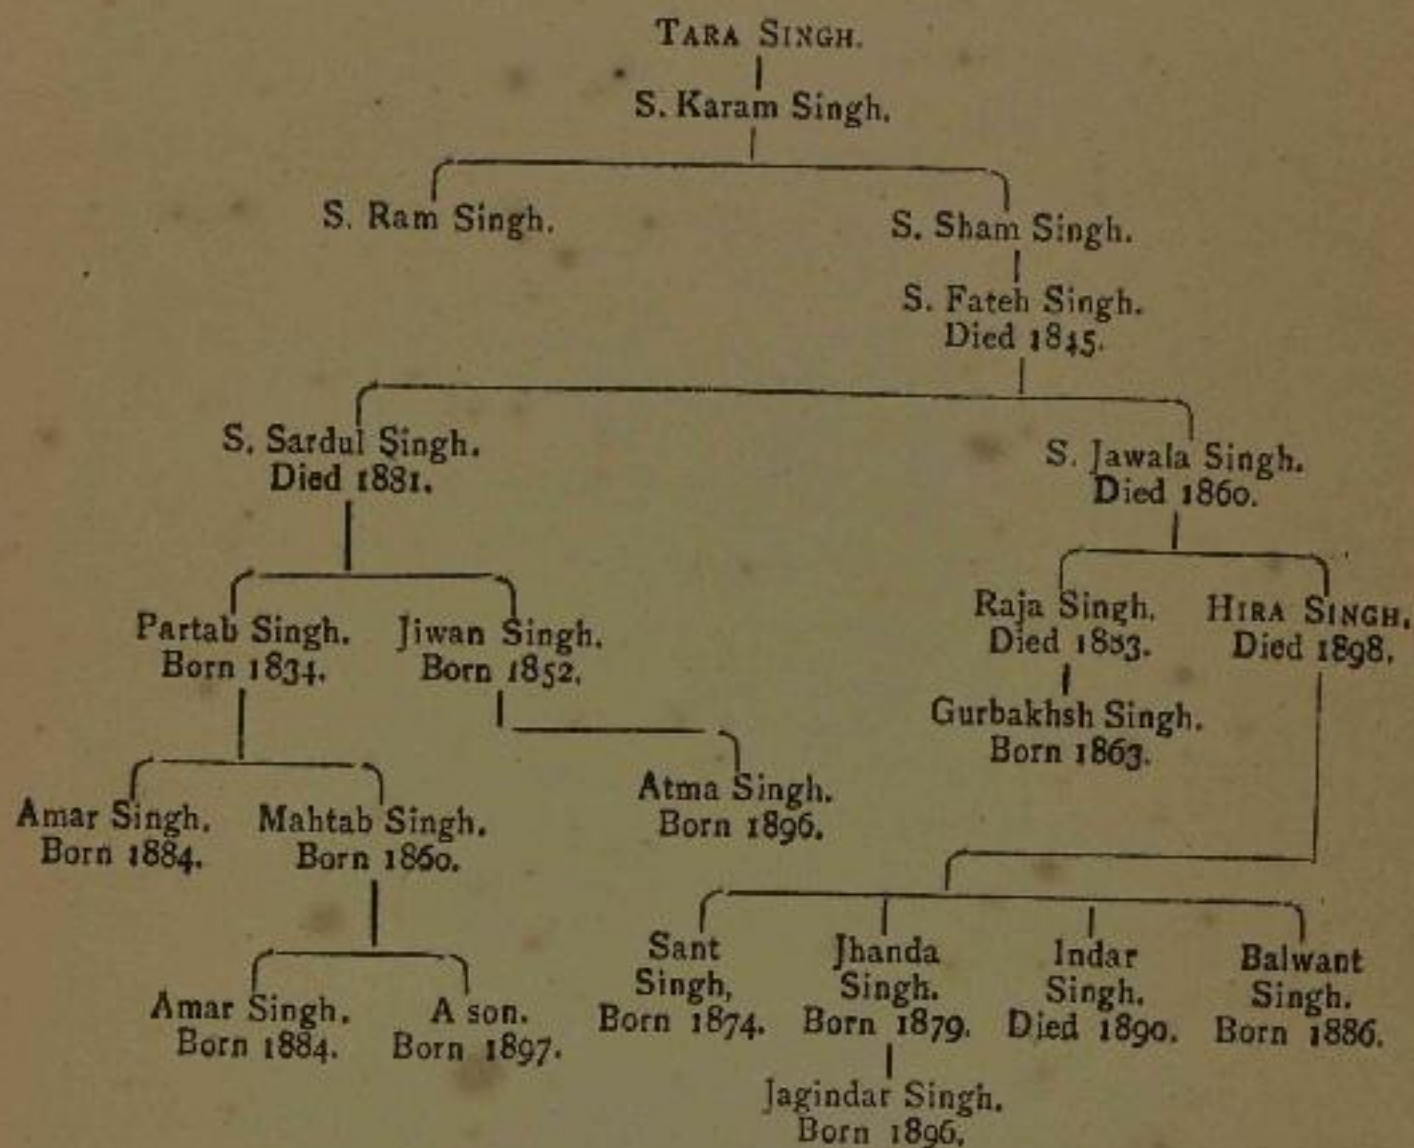 TARA SINGH.
S. Karam Singh.
S. Ram Singh.
S. Sham Singh.
S. Fateh Singh.
Died 1845.
S. Sardul Singh.
Died 1881.
S. Jawala Singh.
Died 1860.
Partab Singh.
Born 1834.
Jiwan Singh.
Born 1852.
Raja Singh.
Died
HIRA SINGH.
Died 1898.
Gurbakhsh Singh.
Born 1863.
Amar Singh.
Born 1884.
Mahtab Singh.
Born 1860.
Atma Singh.
Born 1896.
Amar Singh.
Born 1884.
A son.
Born 1897.
Sant
Singh,
Born 1874.
Jhanda
Singh.
Born 1879.
Indar
Singh.
Died 1890.
Balwant
Singh.
Born 1886.
Jagindar Singh.
Born 1896.